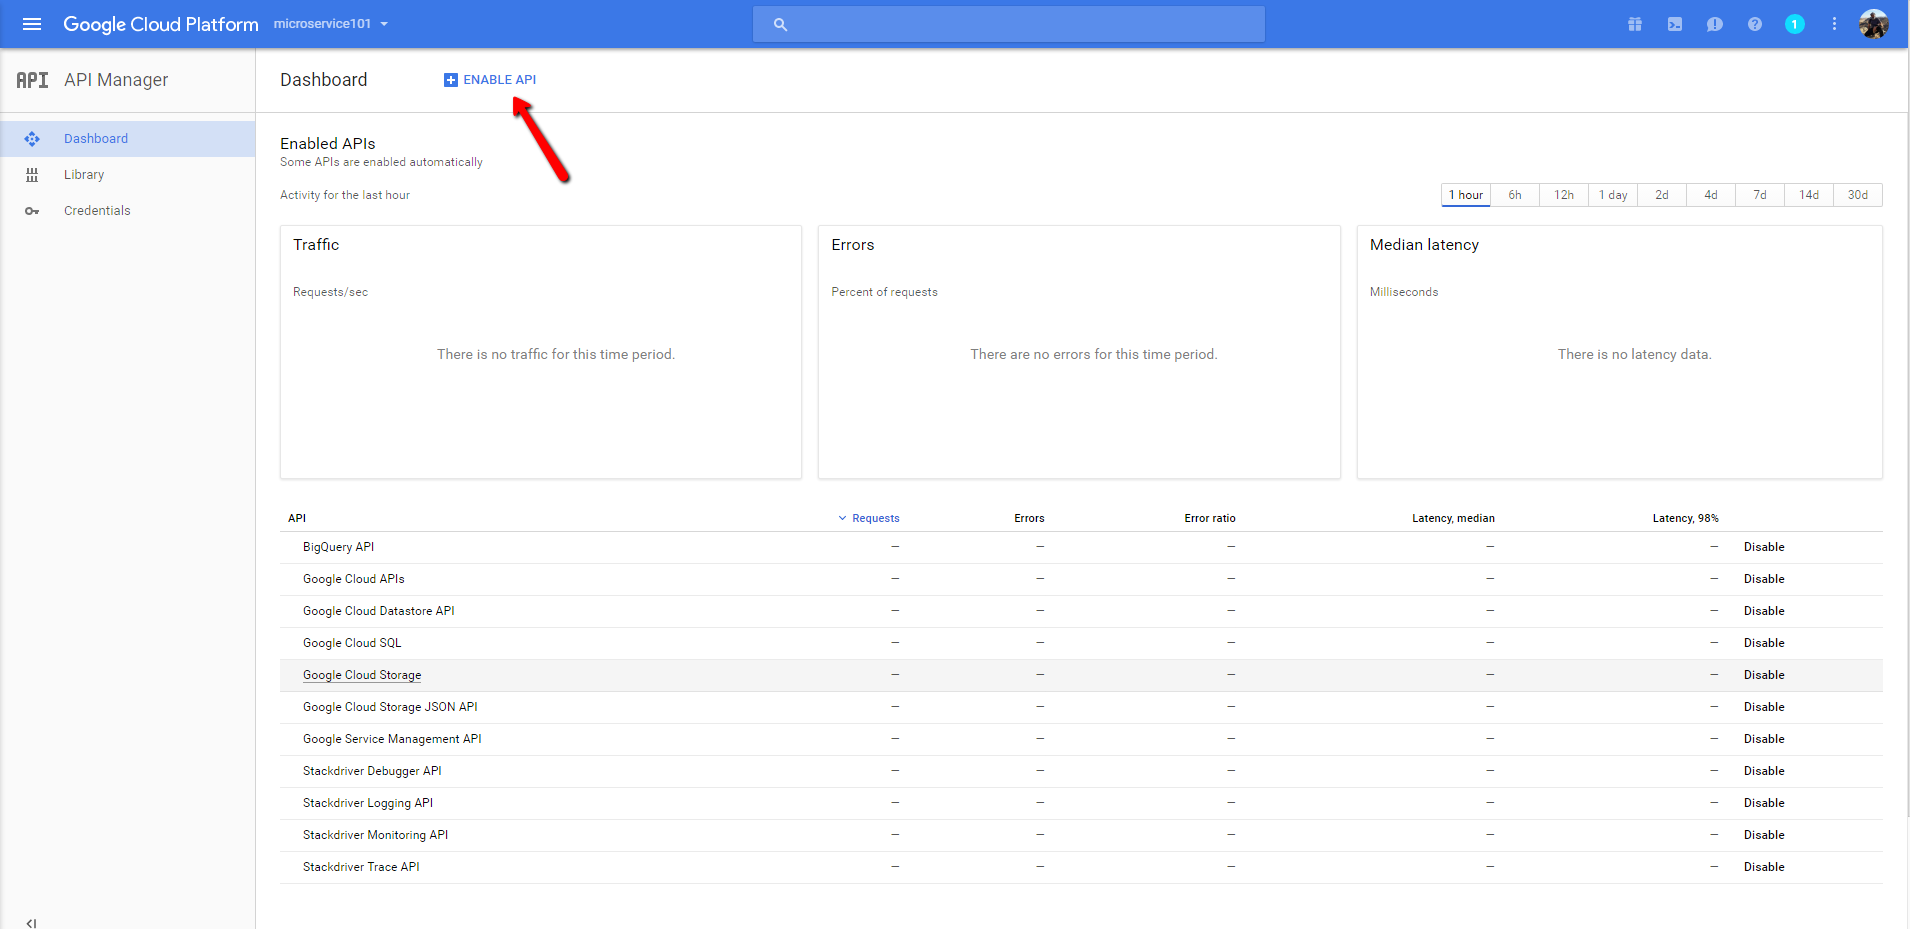 Google Cloud Platform microservice101 1
API API Manager Dashboard ENABLE API
Dashboard
Library
Credentials
Enabled APIs
Some APIs are enabled automatically
Activity for the last hour 1 hour 6h 12h 1 day 2d 4d 7d 14d 30d
Traffic
Requests/sec
There is no traffic for this time period.
Errors
Percent of requests
There are no errors for this time period.
Median latency
Milliseconds
There is no latency data.
API Requests Errors Error ratio Latency, median Latency, 98%
BigQuery API — — — — — Disable
Google Cloud APIs — — — — — Disable
Google Cloud Datastore API — — — — — Disable
Google Cloud SQL — — — — — Disable
Google Cloud Storage — — — — — Disable
Google Cloud Storage JSON API — — — — — Disable
Google Service Management API — — — — — Disable
Stackdriver Debugger API — — — — — Disable
Stackdriver Logging API — — — — — Disable
Stackdriver Monitoring API — — — — — Disable
Stackdriver Trace API — — — — — Disable